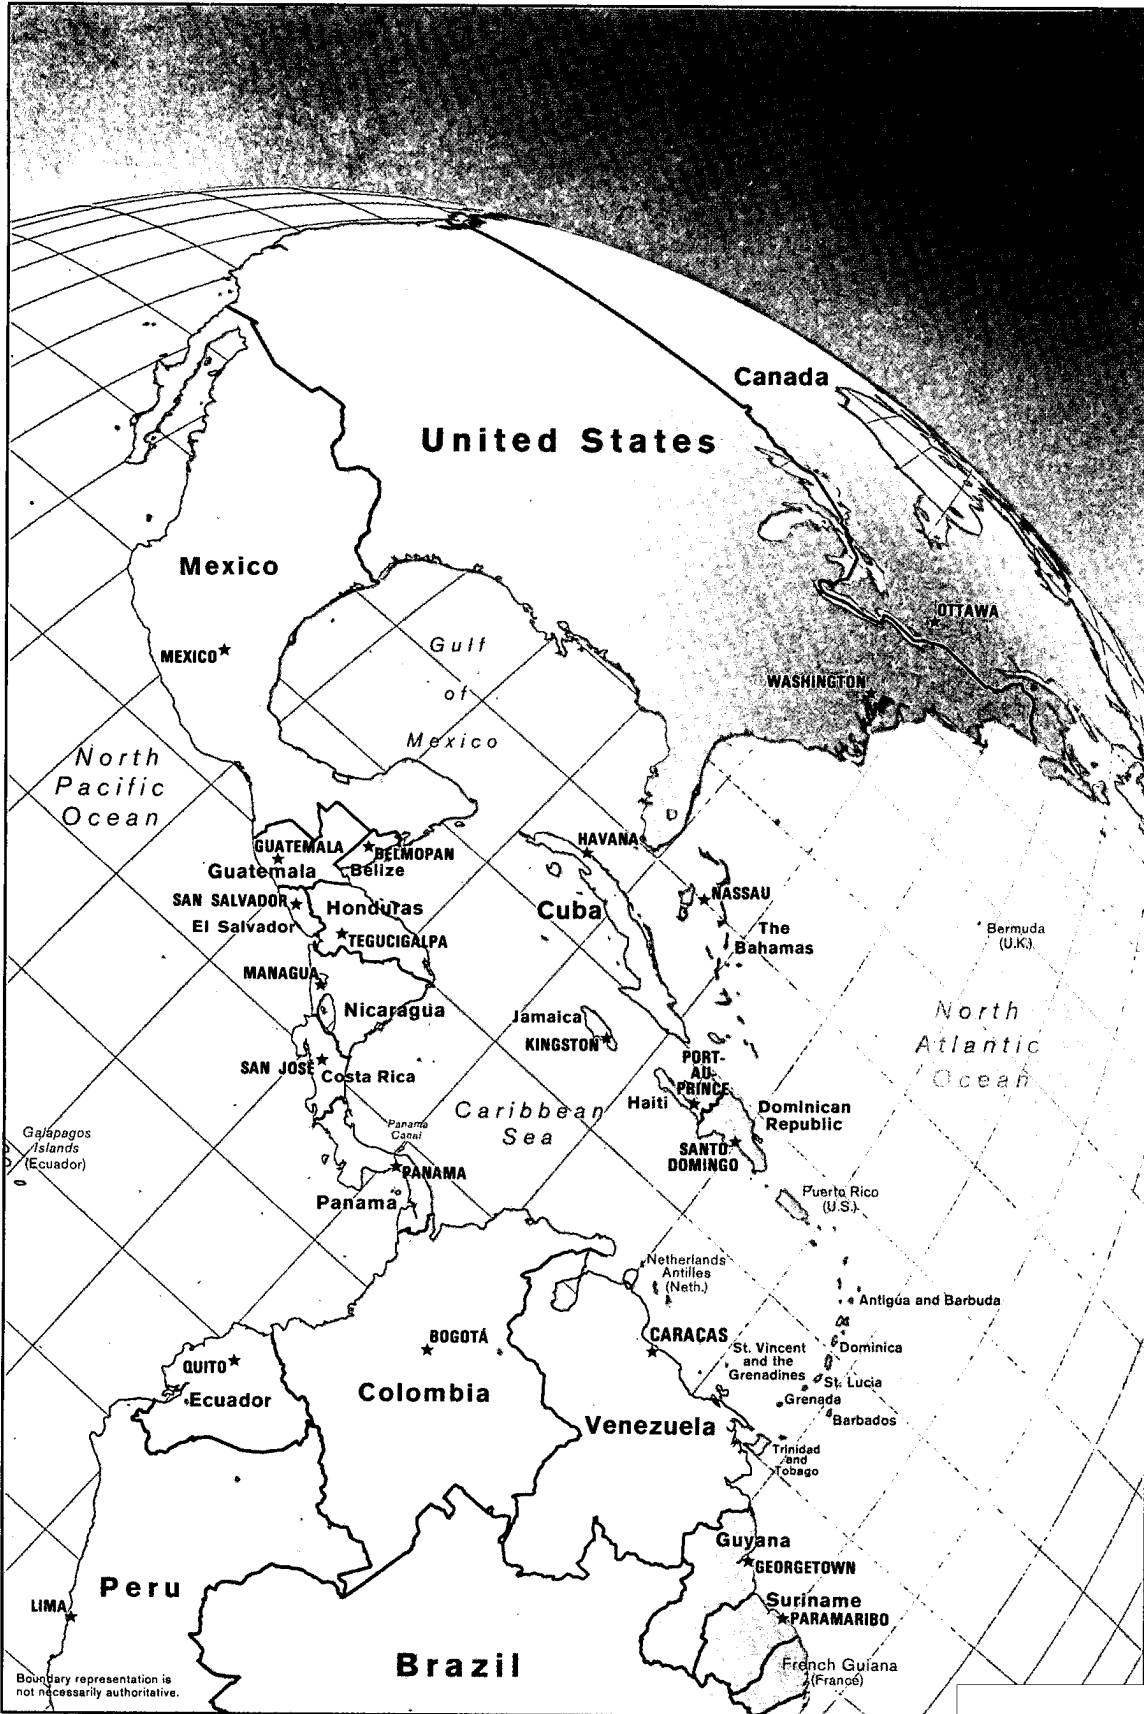 Canada
United States
Mexico
OTTAWA
Gulf
of
Mexico
MEXICO
WASHINGTON
North
Pacific
Ocean
HAVANA
GUATEMALA
BELMOPAN
Guatemala
Belize
NASSAU
SAN SALVADOR
Honduras
Cuba
El Salvador
The
Bahamas
Bermuda
(U.K.)
TEGUCIGALPA
MANAGUA
Nicaragua
Jamaica
KINGSTON
North
Atlantic
Ocean
SAN JOSÉ
Costa Rica
PORT-
AU-
PRINCE
Haiti
Caribbean
Sea
Dominican
Republic
Panama
Canal
Galapagos
Islands
(Ecuador)
SANTO
DOMINGO
PANAMA
Panama
Puerto Rico
(U.S.)
Netherlands
Antilles
(Neth.)
Antigua and Barbuda
BOGOTÁ
CARACAS
St. Vincent
and the
Grenadines
Dominica
QUITO
St. Lucia
Ecuador
Colombia
Grenada
Barbados
Venezuela
Trinidad
and
Tobago
Guyana
GEORGETOWN
Peru
Suriname
LIMA
PARAMARIBO
Brazil
French Guiana
(France)
Boundary representation is
not necessarily authoritative.